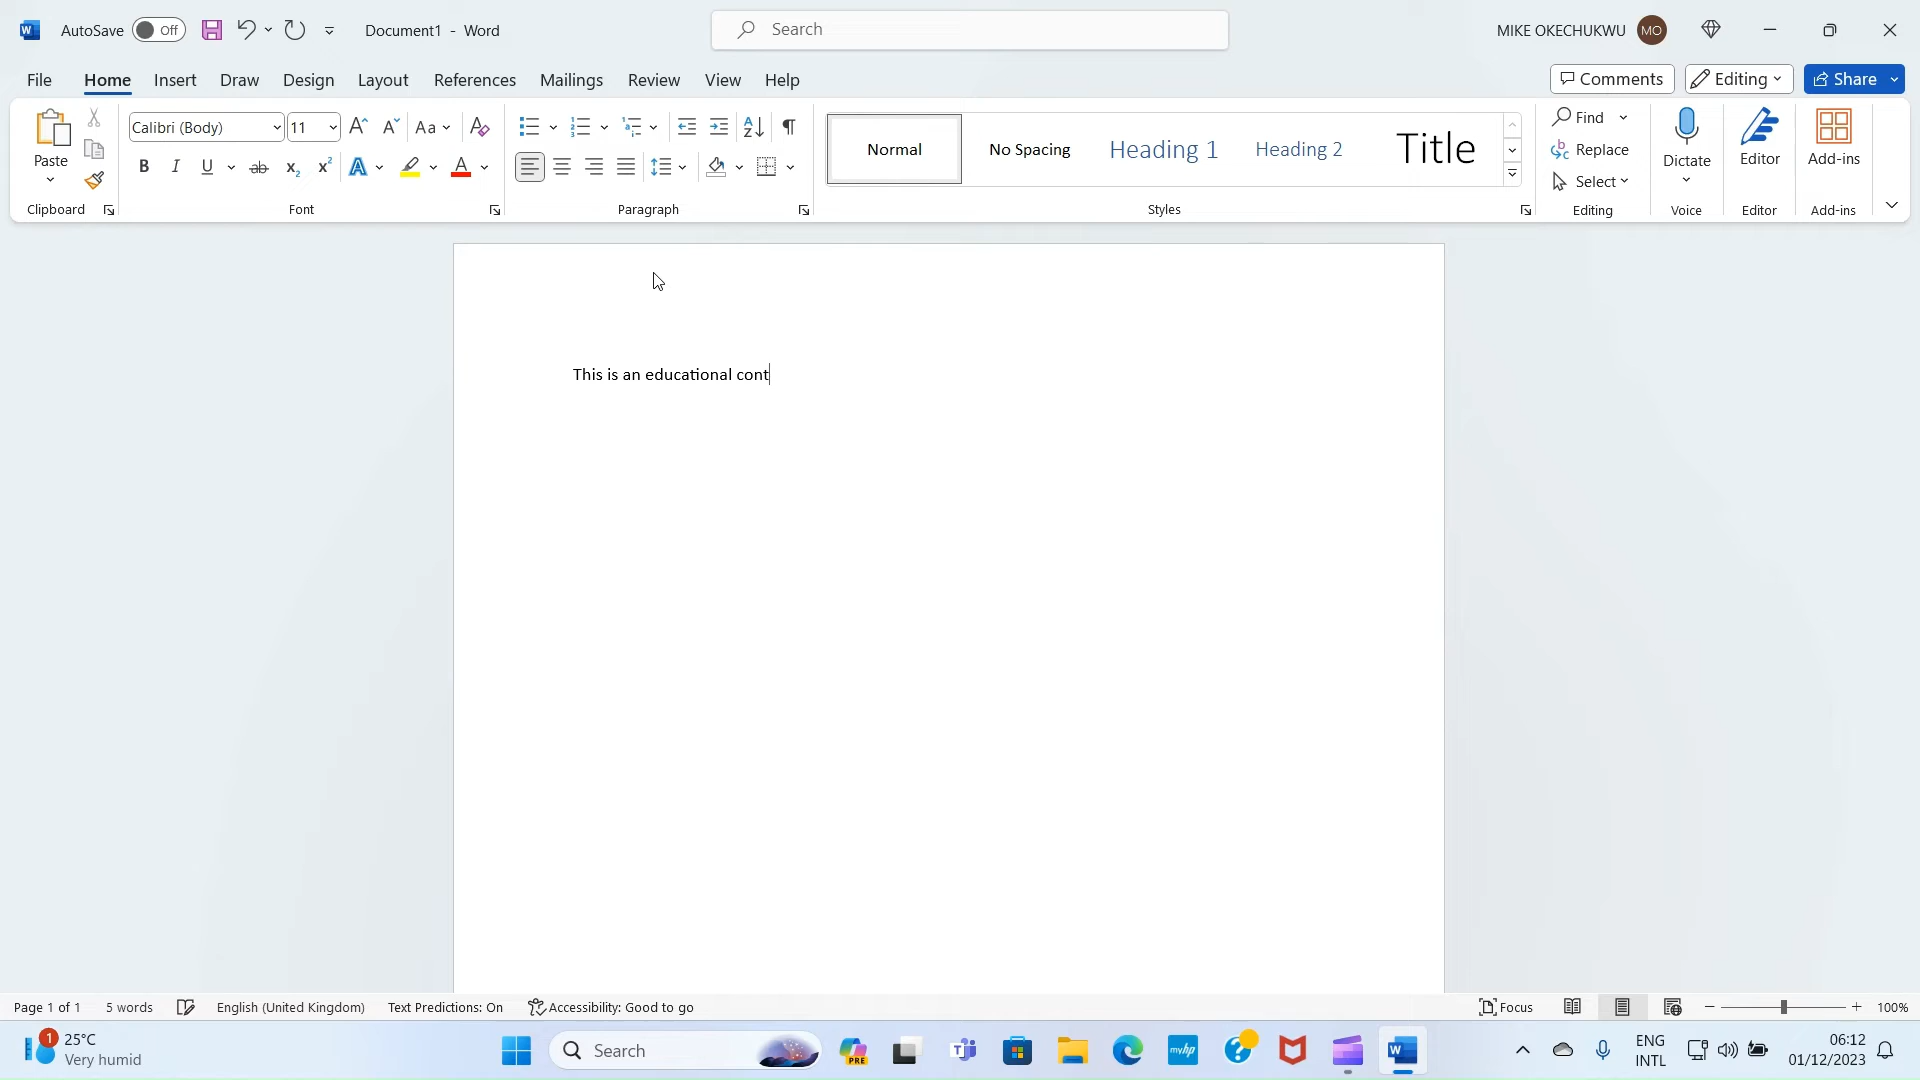 AutoSave Off Document1 - Word Search MIKE OKECHUKWU MO
File Home Insert Draw Design Layout References Mailings Review View Help Comments Editing Share
Paste Calibri (Body) 11 Aa Normal No Spacing Heading 1 Heading 2 Title Find Replace Select Dictate Editor Add-ins
Clipboard Font Paragraph Styles Editing Voice Editor Add-ins
This is an educational cont
Page 1 of 1 5 words English (United Kingdom) Text Predictions: On Accessibility: Good to go Focus 100%
1 25°C Search PRE myhp ENG 06:12
Very humid INTL 01/12/2023